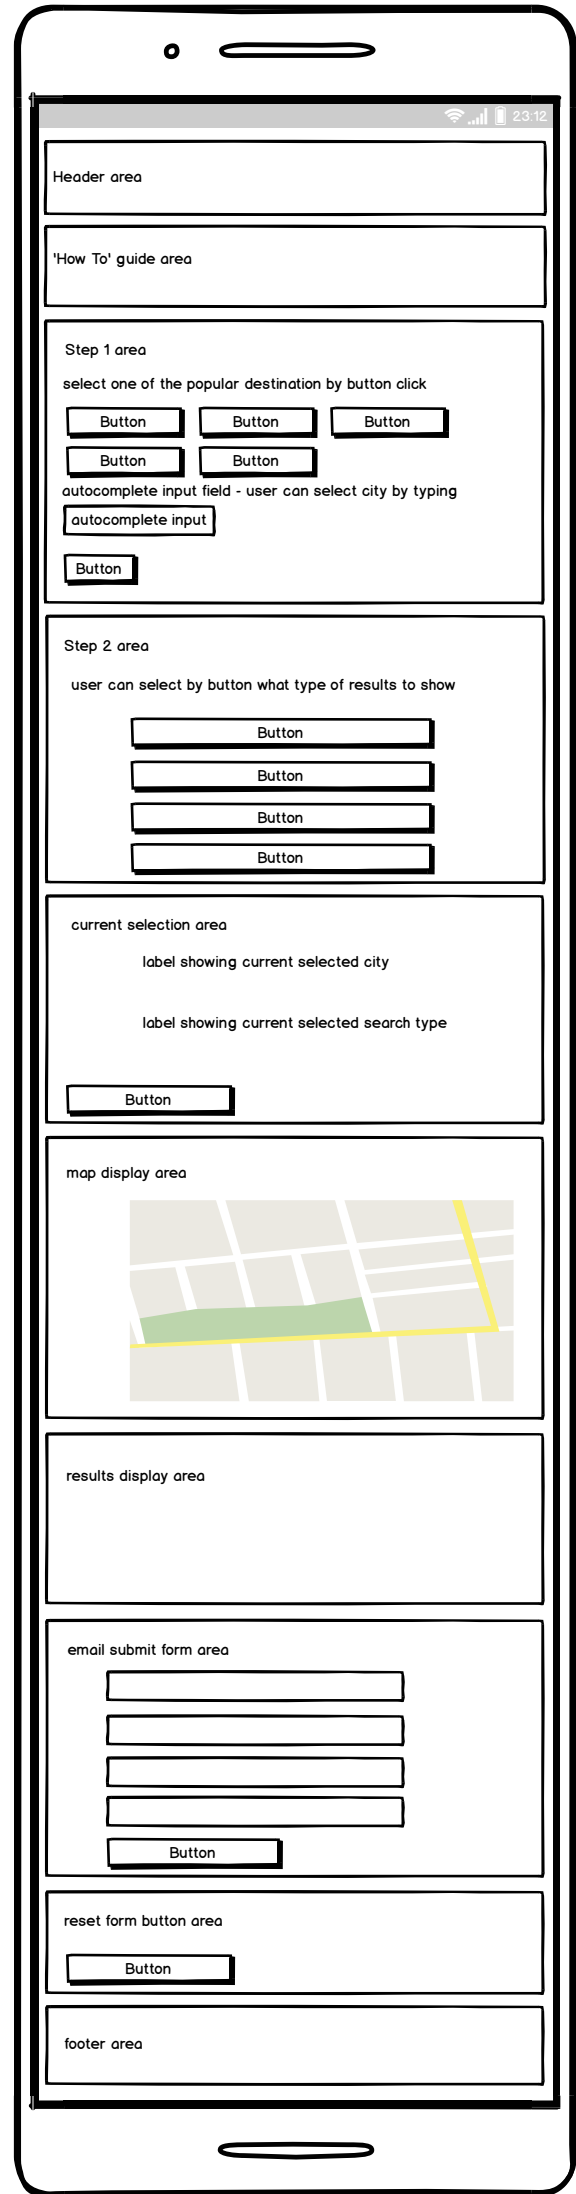 23:12
Header area
'How To' guide area
Step 1 area
select one of the popular destination by button click
Button Button Button
Button Button
autocomplete input field - user can select city by typing
autocomplete input
Button
Step 2 area
user can select by button what type of results to show
Button
Button
Button
Button
current selection area
label showing current selected city
label showing current selected search type
Button
map display area
results display area
email submit form area
Button
reset form button area
Button
footer area